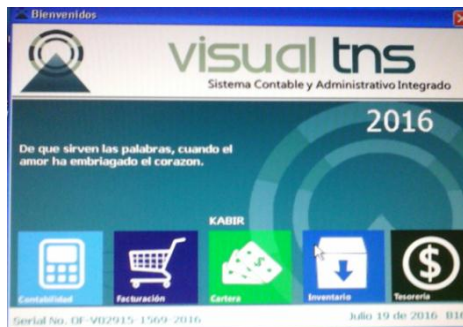 Bienvenidos
visual tns
Sistema Contable y Administrativo Integrado
2016
De que sirven las palabras, cuando el
amor ha embriagado el corazon.
KABIR
Contabilidad
Facturación
Cartera
Inventario
Tesorería
Serial No. OF-V02915-1569-2016
Julio 19 de 2016